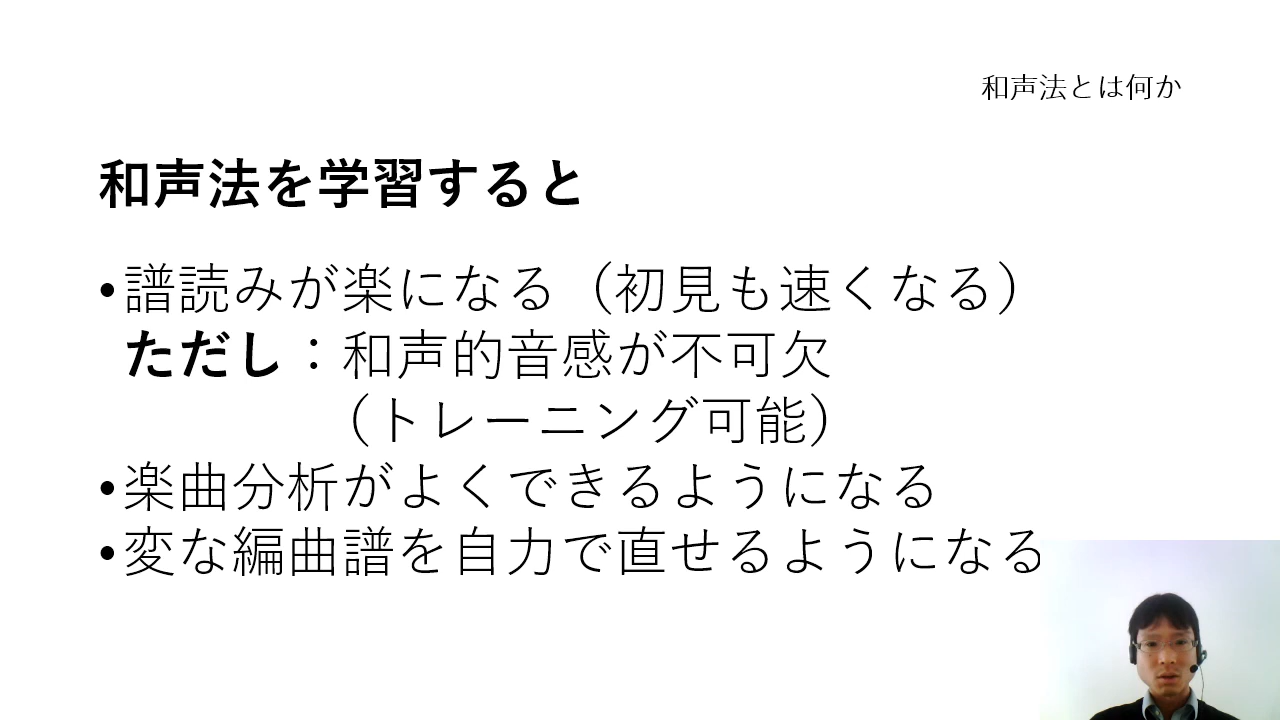 和声法とは何か
和声法を学習すると
•譜読みが楽になる（初見も速くなる）
ただし：和声的音感が不可欠
（トレーニング可能）
•楽曲分析がよくできるようになる
•変な編曲譜を自力で直せるようになる